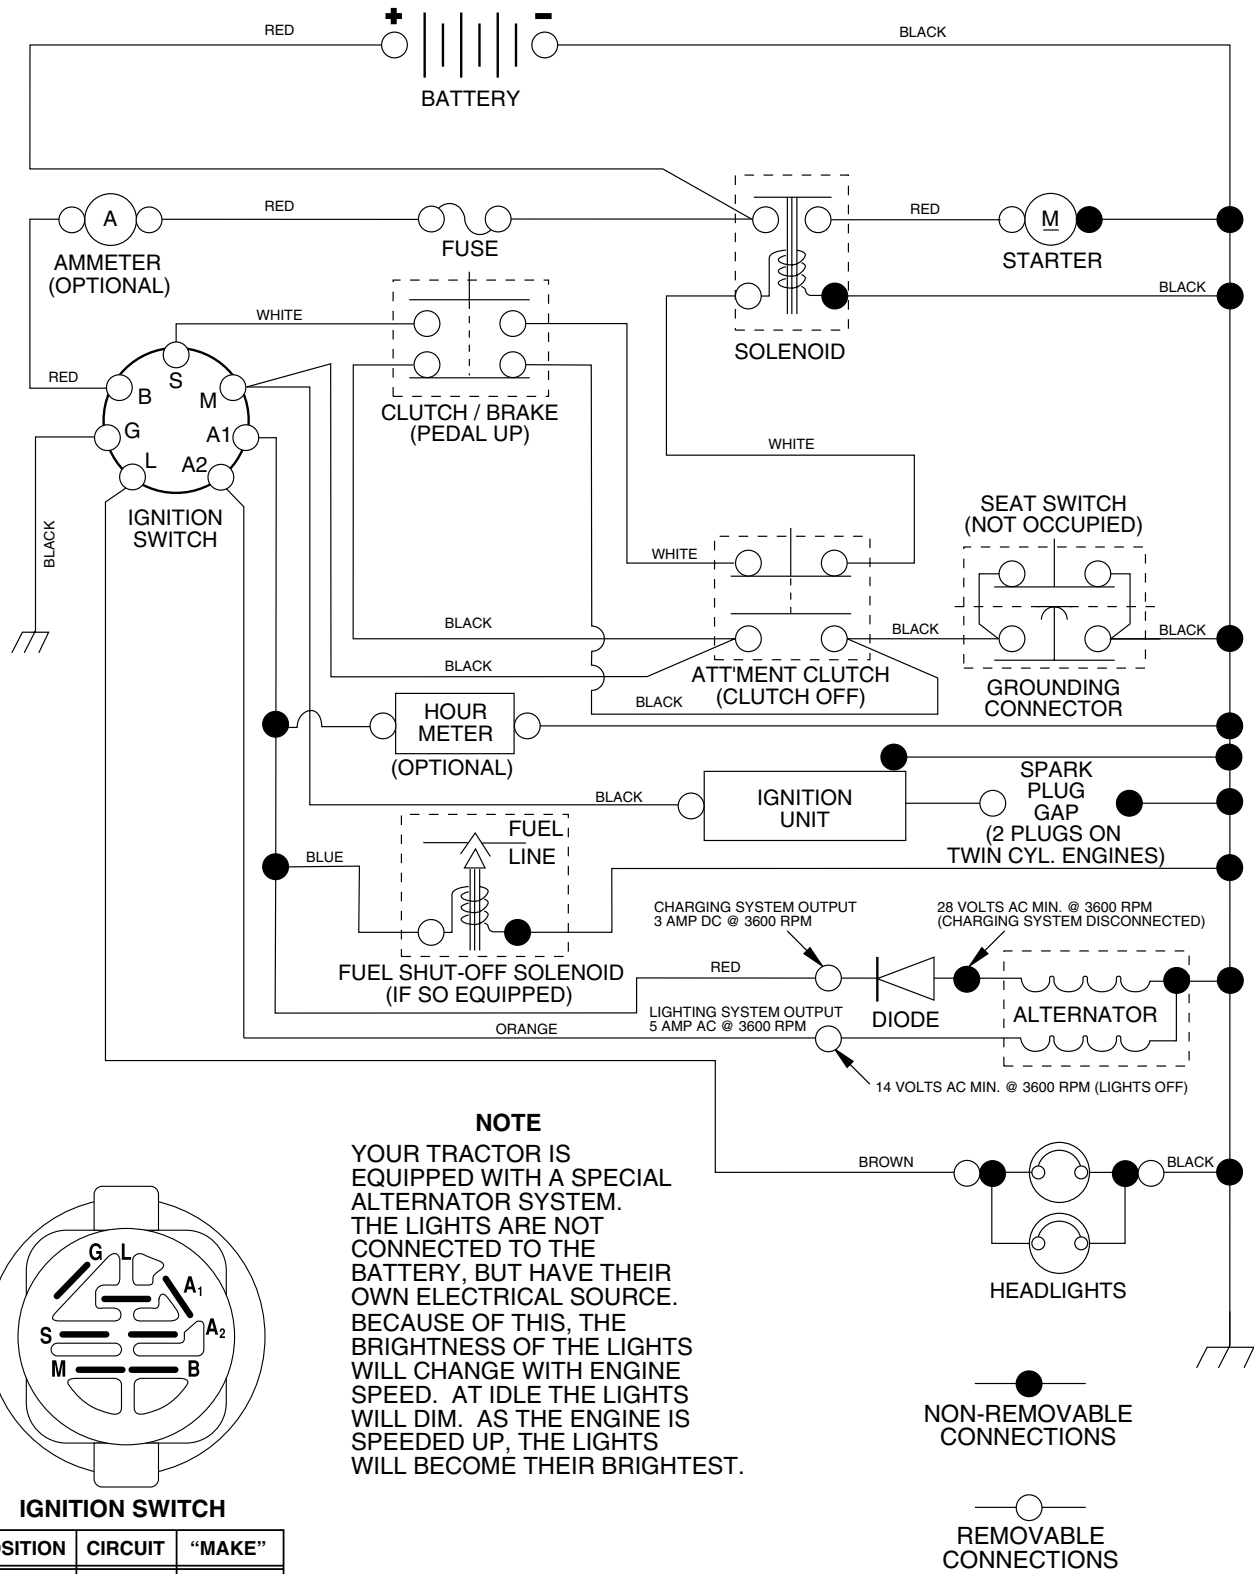 + −
RED
BLACK
BATTERY
A
RED
RED
M
AMMETER
(OPTIONAL)
FUSE
STARTER
WHITE
BLACK
SOLENOID
RED
S
B
M
G
A1
L
A2
CLUTCH / BRAKE
(PEDAL UP)
WHITE
IGNITION
SWITCH
BLACK
SEAT SWITCH
(NOT OCCUPIED)
WHITE
BLACK
BLACK
BLACK
BLACK
ATT'MENT CLUTCH
(CLUTCH OFF)
BLACK
GROUNDING
CONNECTOR
HOUR
METER
(OPTIONAL)
BLACK
IGNITION
UNIT
SPARK
PLUG
GAP
(2 PLUGS ON
TWIN CYL. ENGINES)
FUEL
LINE
BLUE
CHARGING SYSTEM OUTPUT
3 AMP DC @ 3600 RPM
28 VOLTS AC MIN. @ 3600 RPM
(CHARGING SYSTEM DISCONNECTED)
FUEL SHUT-OFF SOLENOID
(IF SO EQUIPPED)
RED
DIODE
ALTERNATOR
LIGHTING SYSTEM OUTPUT
5 AMP AC @ 3600 RPM
ORANGE
14 VOLTS AC MIN. @ 3600 RPM (LIGHTS OFF)
NOTE
YOUR TRACTOR IS
EQUIPPED WITH A SPECIAL
ALTERNATOR SYSTEM.
THE LIGHTS ARE NOT
CONNECTED TO THE
BATTERY, BUT HAVE THEIR
OWN ELECTRICAL SOURCE.
BECAUSE OF THIS, THE
BRIGHTNESS OF THE LIGHTS
WILL CHANGE WITH ENGINE
SPEED. AT IDLE THE LIGHTS
WILL DIM. AS THE ENGINE IS
SPEEDED UP, THE LIGHTS
WILL BECOME THEIR BRIGHTEST.
BROWN
BLACK
HEADLIGHTS
G L
A1
S
A2
M
B
IGNITION SWITCH
NON-REMOVABLE
CONNECTIONS
REMOVABLE
CONNECTIONS
SITION CIRCUIT “MAKE”